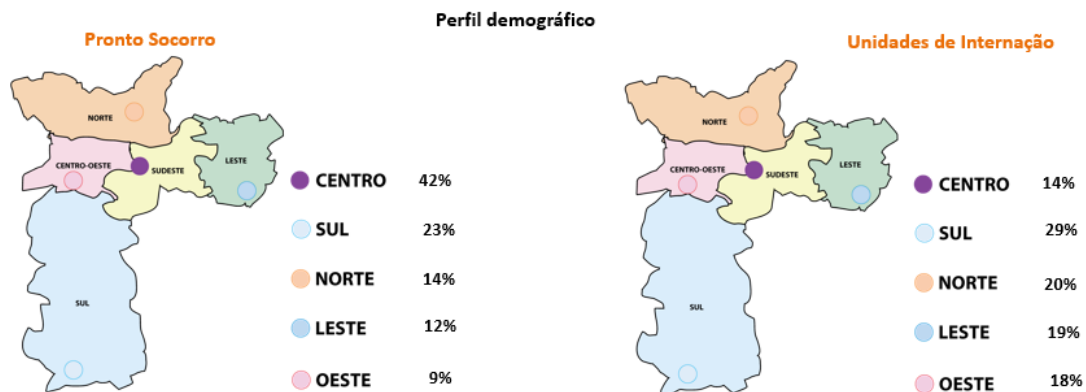 Perfil demográfico
Pronto Socorro
NORTE
CENTRO-OESTE
SUDESTE
LESTE
SUL
CENTRO 42%
SUL 23%
NORTE 14%
LESTE 12%
OESTE 9%
Unidades de Internação
NORTE
CENTRO-OESTE
SUDESTE
LESTE
SUL
CENTRO 14%
SUL 29%
NORTE 20%
LESTE 19%
OESTE 18%